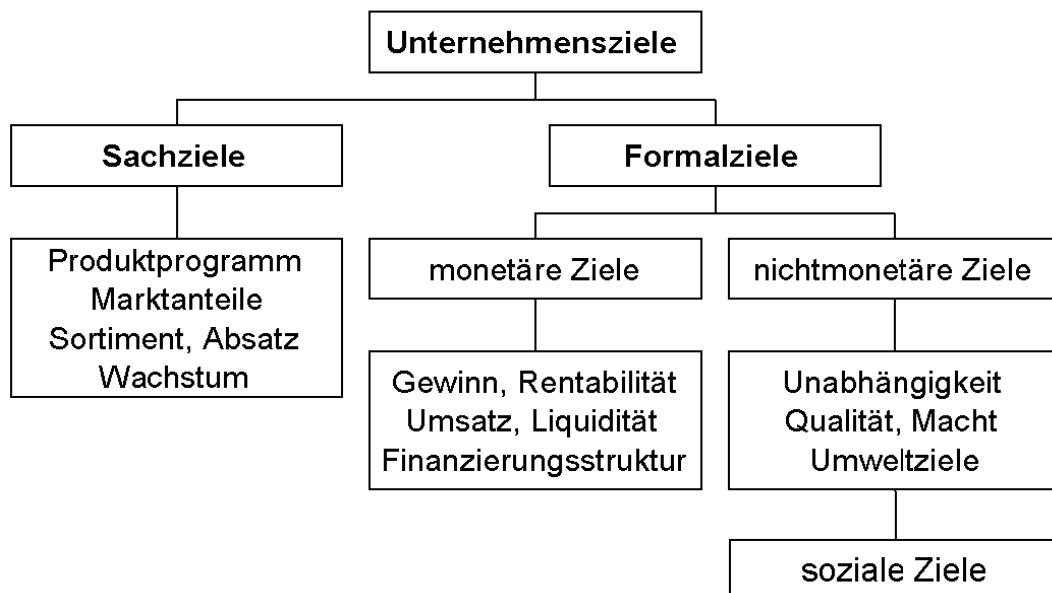 Unternehmensziele
Sachziele
Formalziele
Produktprogramm
Marktanteile
Sortiment, Absatz
Wachstum
monetäre Ziele
nichtmonetäre Ziele
Gewinn, Rentabilität
Umsatz, Liquidität
Finanzierungsstruktur
Unabhängigkeit
Qualität, Macht
Umweltziele
soziale Ziele